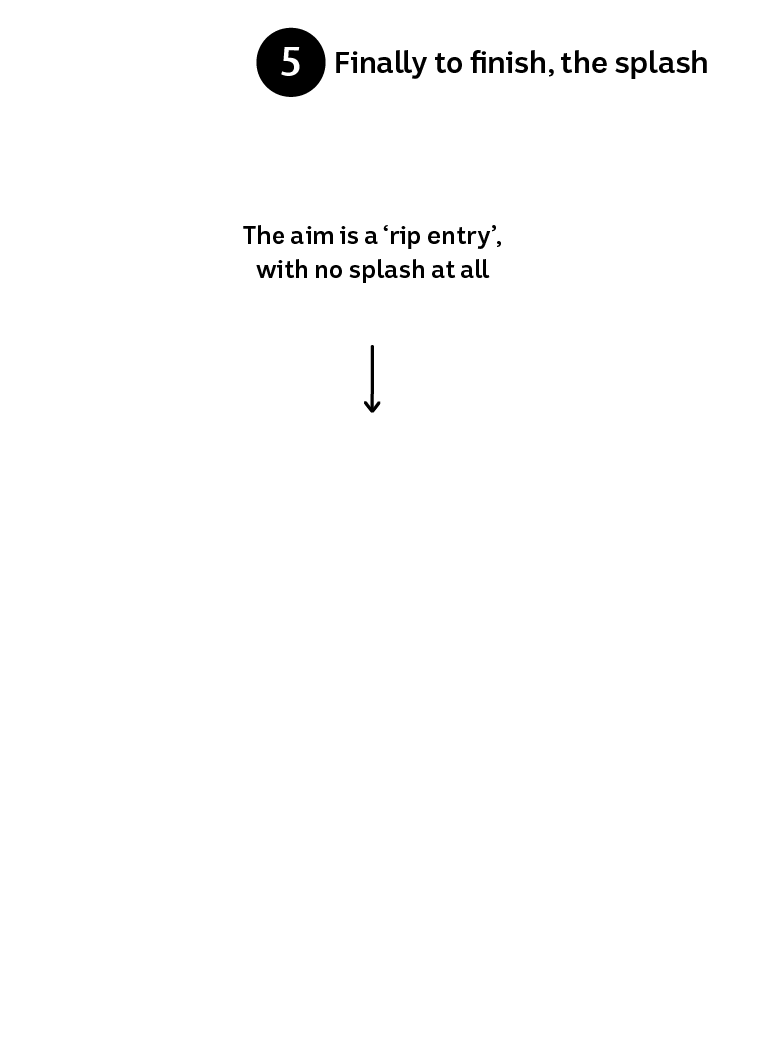 5 Finally to finish, the splash
The aim is a ‘rip entry’,
with no splash at all